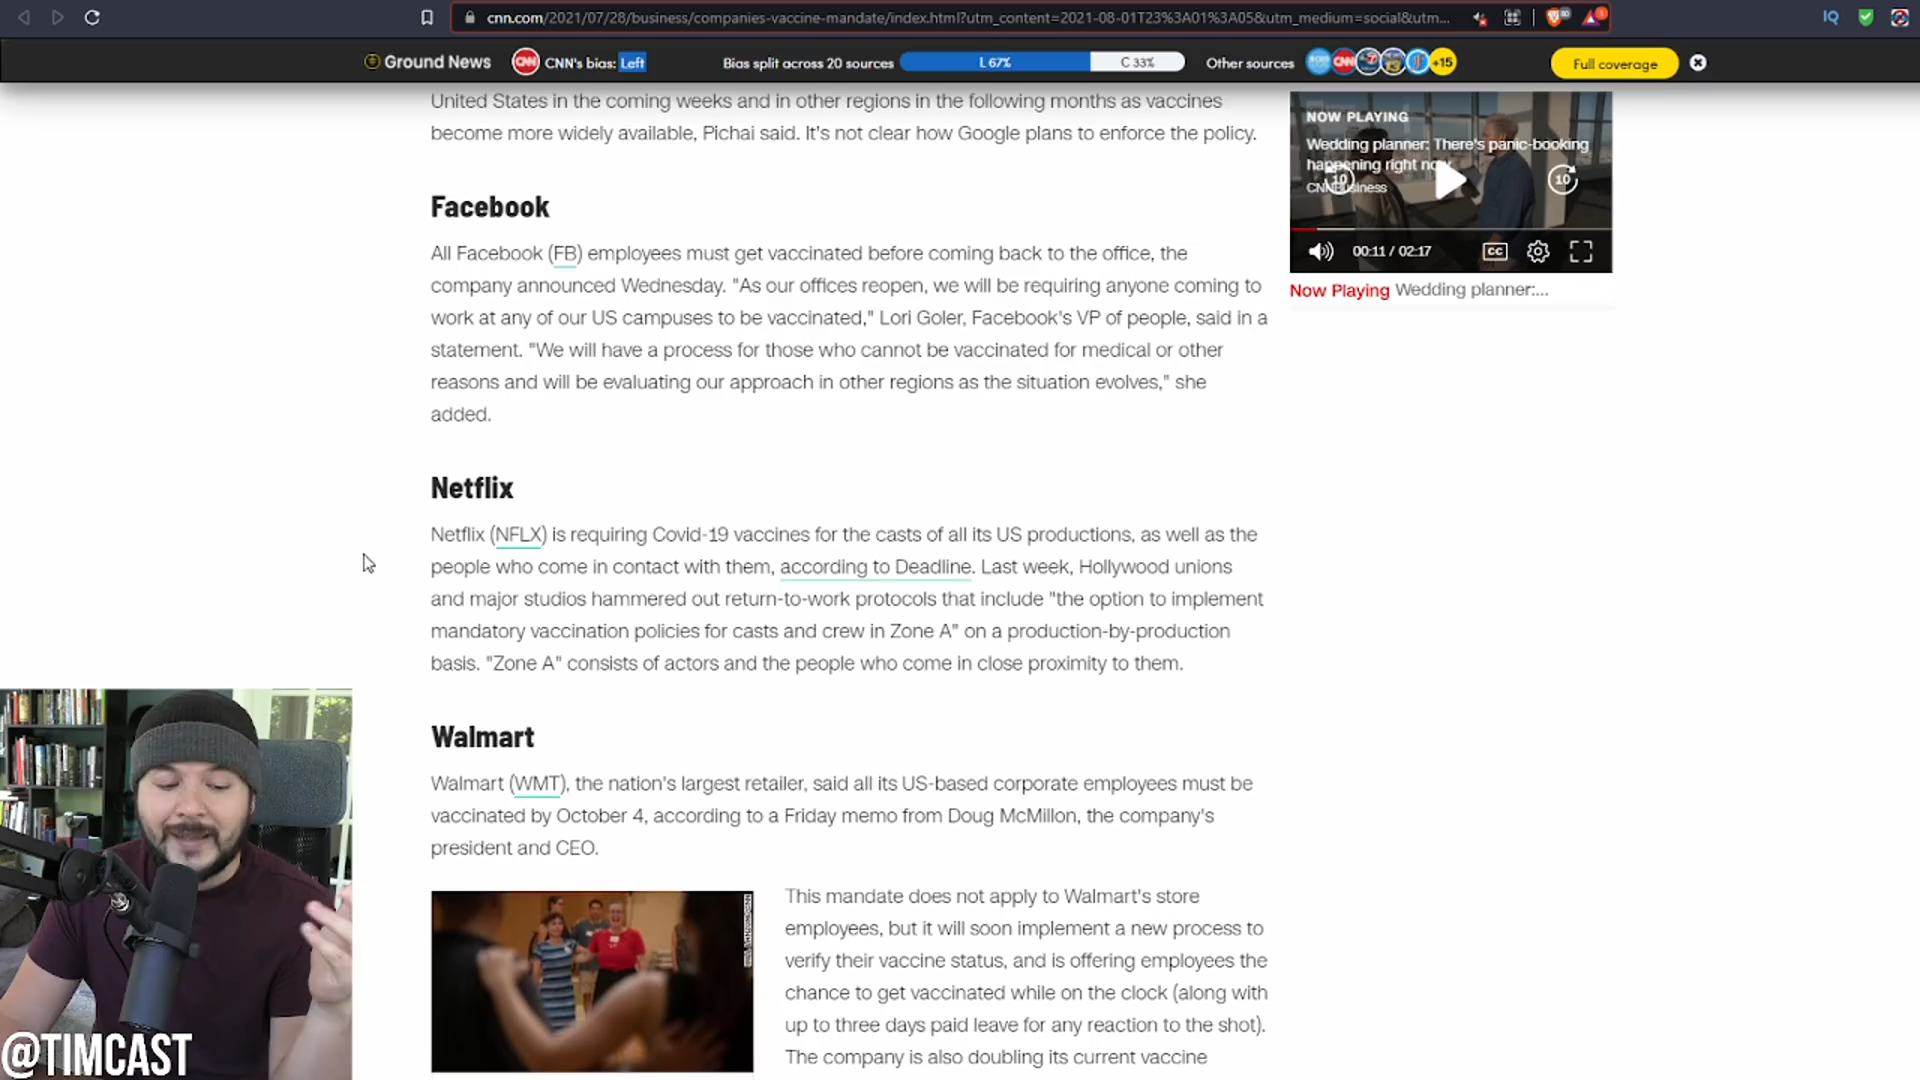 cnn.com/2021/07/28/business/companies-vaccine-mandate/index.html?utm_content=2021-08-01T23%3A01%3A05&utm_medium=social&utm...
IQ
Ground News
CNN
CNN's bias: Left
Bias split across 20 sources
L 67%
C 33%
Other sources
CNN
+15
Full coverage
United States in the coming weeks and in other regions in the following months as vaccines
become more widely available, Pichai said. It's not clear how Google plans to enforce the policy.
NOW PLAYING
Wedding planner: There's panic-booking
happening right now
CNNBusiness
10
10
00:11 / 02:17
CC
Now Playing Wedding planner:...
Facebook
All Facebook (FB) employees must get vaccinated before coming back to the office, the
company announced Wednesday. "As our offices reopen, we will be requiring anyone coming to
work at any of our US campuses to be vaccinated," Lori Goler, Facebook's VP of people, said in a
statement. "We will have a process for those who cannot be vaccinated for medical or other
reasons and will be evaluating our approach in other regions as the situation evolves," she
added.
Netflix
Netflix (NFLX) is requiring Covid-19 vaccines for the casts of all its US productions, as well as the
people who come in contact with them, according to Deadline. Last week, Hollywood unions
and major studios hammered out return-to-work protocols that include "the option to implement
mandatory vaccination policies for casts and crew in Zone A" on a production-by-production
basis. "Zone A" consists of actors and the people who come in close proximity to them.
Walmart
Walmart (WMT), the nation's largest retailer, said all its US-based corporate employees must be
vaccinated by October 4, according to a Friday memo from Doug McMillon, the company's
president and CEO.
This mandate does not apply to Walmart's store
employees, but it will soon implement a new process to
verify their vaccine status, and is offering employees the
chance to get vaccinated while on the clock (along with
up to three days paid leave for any reaction to the shot).
The company is also doubling its current vaccine
@TIMCAST